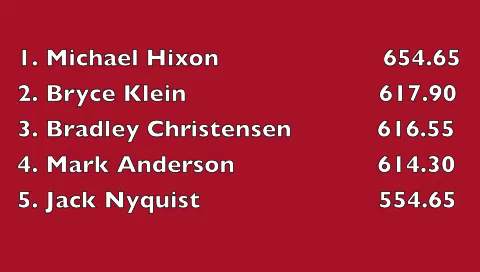 1. Michael Hixon 654.65
2. Bryce Klein 617.90
3. Bradley Christensen 616.55
4. Mark Anderson 614.30
5. Jack Nyquist 554.65